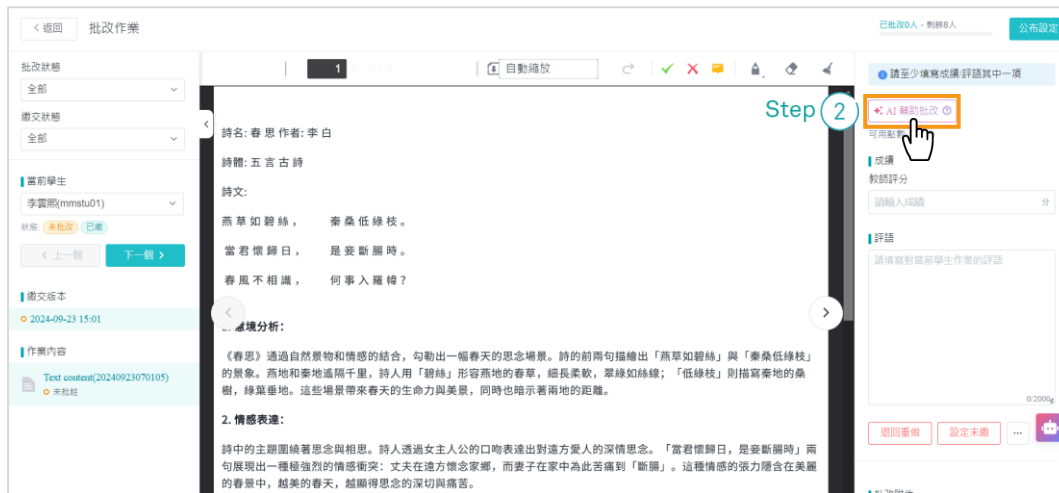 返回 批改作業
已批改0人，剩餘8人
公布設定
批改狀態
全部
繳交狀態
全部
當前學生
李雲熙(mmstu01)
狀態: 未批改 已繳
上一個 下一個
繳交版本
2024-09-23 15:01
作業內容
Text content(20240923070105)
未批註
1 自動縮放
詩名: 春 思 作者: 李 白
詩體: 五 言 古 詩
詩文:
燕 草 如 碧 絲 ， 秦 桑 低 綠 枝 。
當 君 懷 歸 日 ， 是 妾 斷 腸 時 。
春 風 不 相 識 ， 何 事 入 羅 幃？
意境分析：
《春思》通過自然景物和情感的結合，勾勒出一幅春天的思念場景。詩的前兩句描繪出「燕草如碧絲」與「秦桑低綠枝」
的景象。燕地和秦地遙隔千里，詩人用「碧絲」形容燕地的春草，細長柔軟，翠綠如絲線；「低綠枝」則描寫秦地的桑
樹，綠葉垂地。這些場景帶來春天的生命力與美景，同時也暗示著兩地的距離。
2. 情感表達：
詩中的主題圍繞著思念與相思。詩人透過女主人公的口吻表達出對遠方愛人的深情思念。「當君懷歸日，是妾斷腸時」兩
句展現出一種極強烈的情感衝突：丈夫在遠方懷念家鄉，而妻子在家中為此苦痛到「斷腸」。這種情感的張力隱含在美麗
的春景中，越美的春天，越顯得思念的深切與痛苦。
Step 2
請至少填寫成績/評語其中一項
AI 輔助批改
可用點數
成績
教師評分
請輸入成績 分
評語
請填寫對當前學生作業的評語
0/2000
退回重做 設定未繳 ...